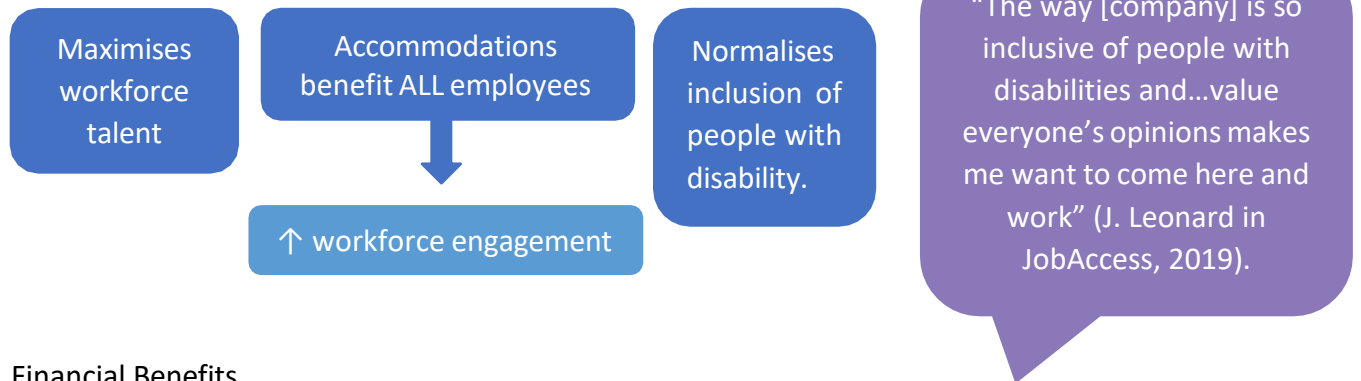 Maximises
workforce
talent
Accommodations
benefit ALL employees
↑ workforce engagement
Normalises
inclusion of
people with
disability.
"The way [company] is so
inclusive of people with
disabilities and…value
everyone's opinions makes
me want to come here and
work" (J. Leonard in
JobAccess, 2019).
Financial Benefits